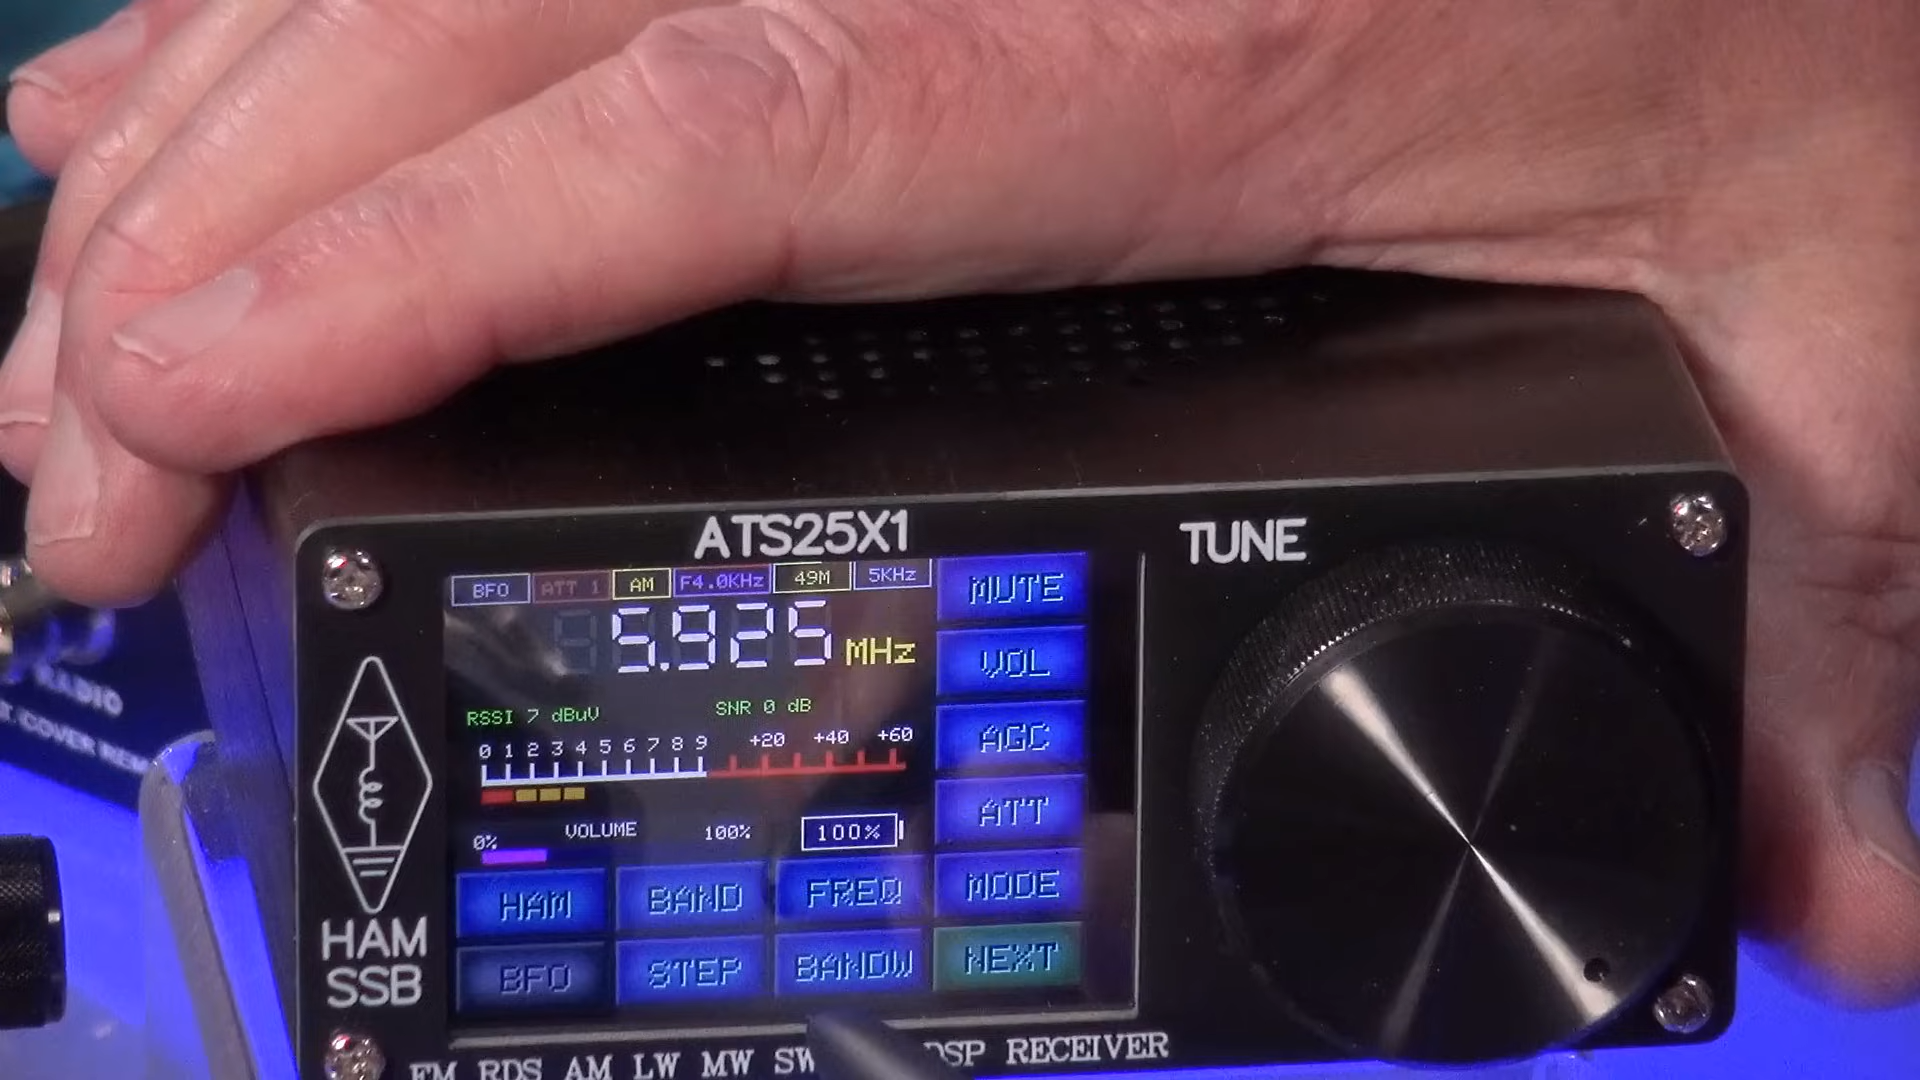 ATS25X1
TUNE
BFO ATT 1 AM F4.0KHz 49M 5KHz
5.925 MHz
RSSI 7 dBuV SNR 0 dB
0 1 2 3 4 5 6 7 8 9 +20 +40 +60
0% VOLUME 100% 100%
MUTE
VOL
AGC
ATT
MODE
NEXT
HAM BAND FREQ
BFO STEP BANDW
HAM
SSB
FM RDS AM LW MW SW DSP RECEIVER
RADIO
COVER